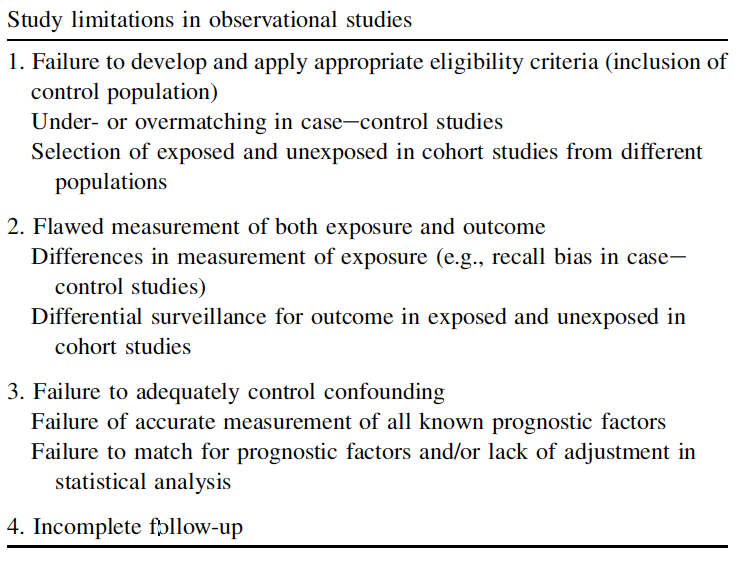 Study limitations in observational studies
1. Failure to develop and apply appropriate eligibility criteria (inclusion of
control population)
Under- or overmatching in case−control studies
Selection of exposed and unexposed in cohort studies from different
populations
2. Flawed measurement of both exposure and outcome
Differences in measurement of exposure (e.g., recall bias in case−
control studies)
Differential surveillance for outcome in exposed and unexposed in
cohort studies
3. Failure to adequately control confounding
Failure of accurate measurement of all known prognostic factors
Failure to match for prognostic factors and/or lack of adjustment in
statistical analysis
4. Incomplete follow-up